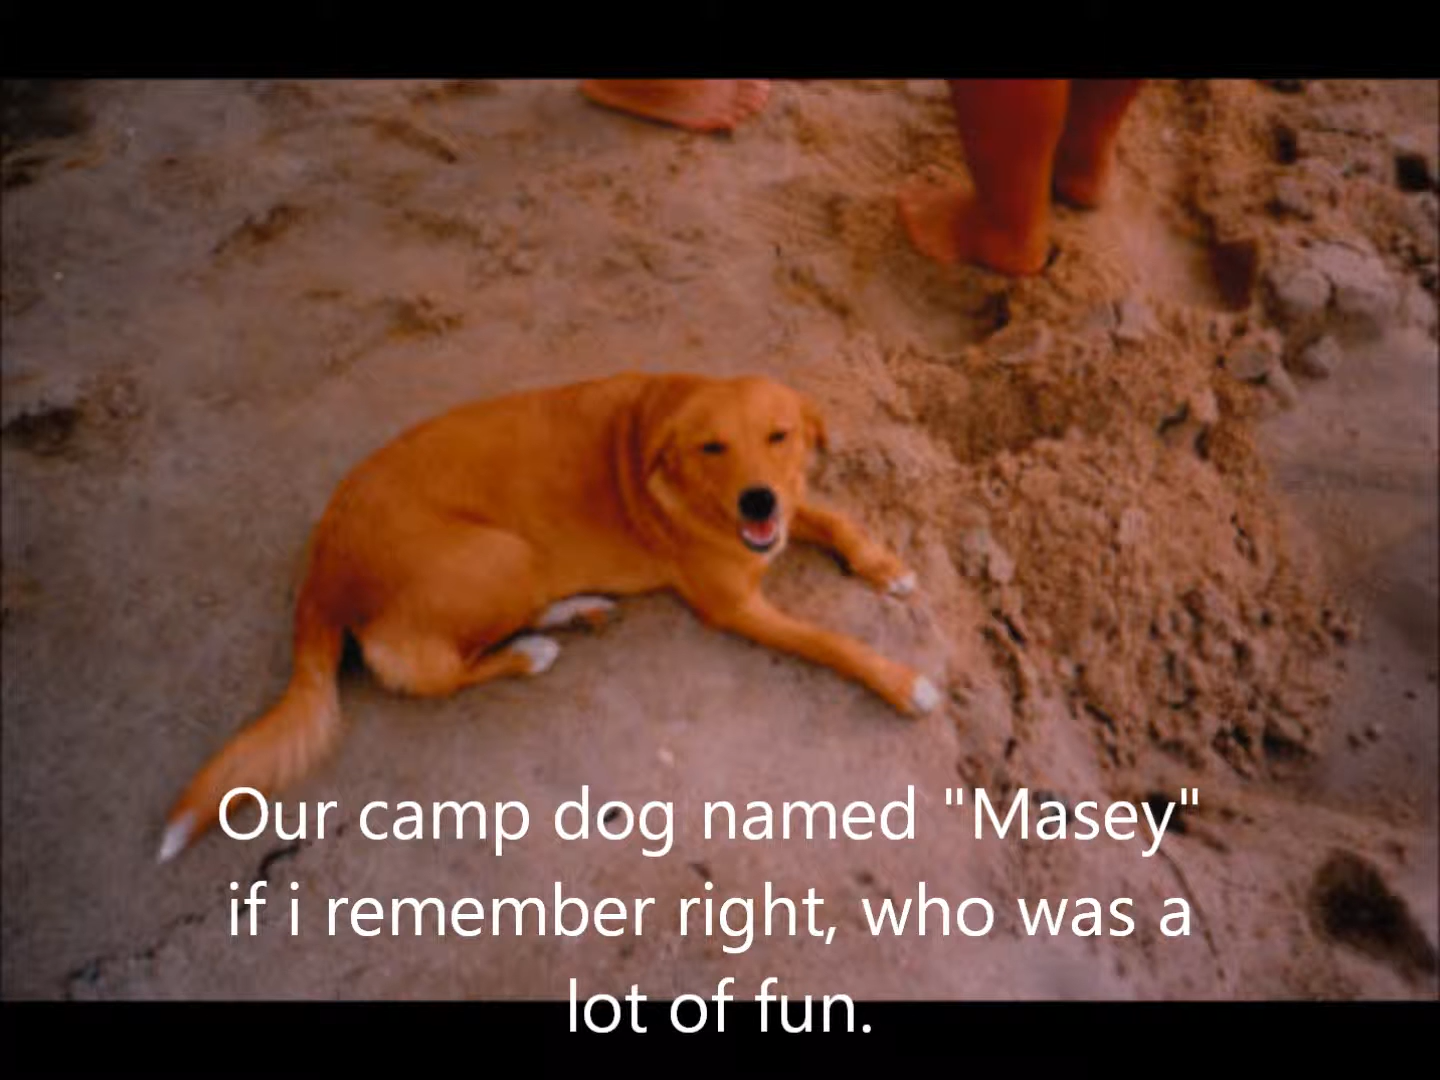 Our camp dog named "Masey"
if i remember right, who was a
lot of fun.